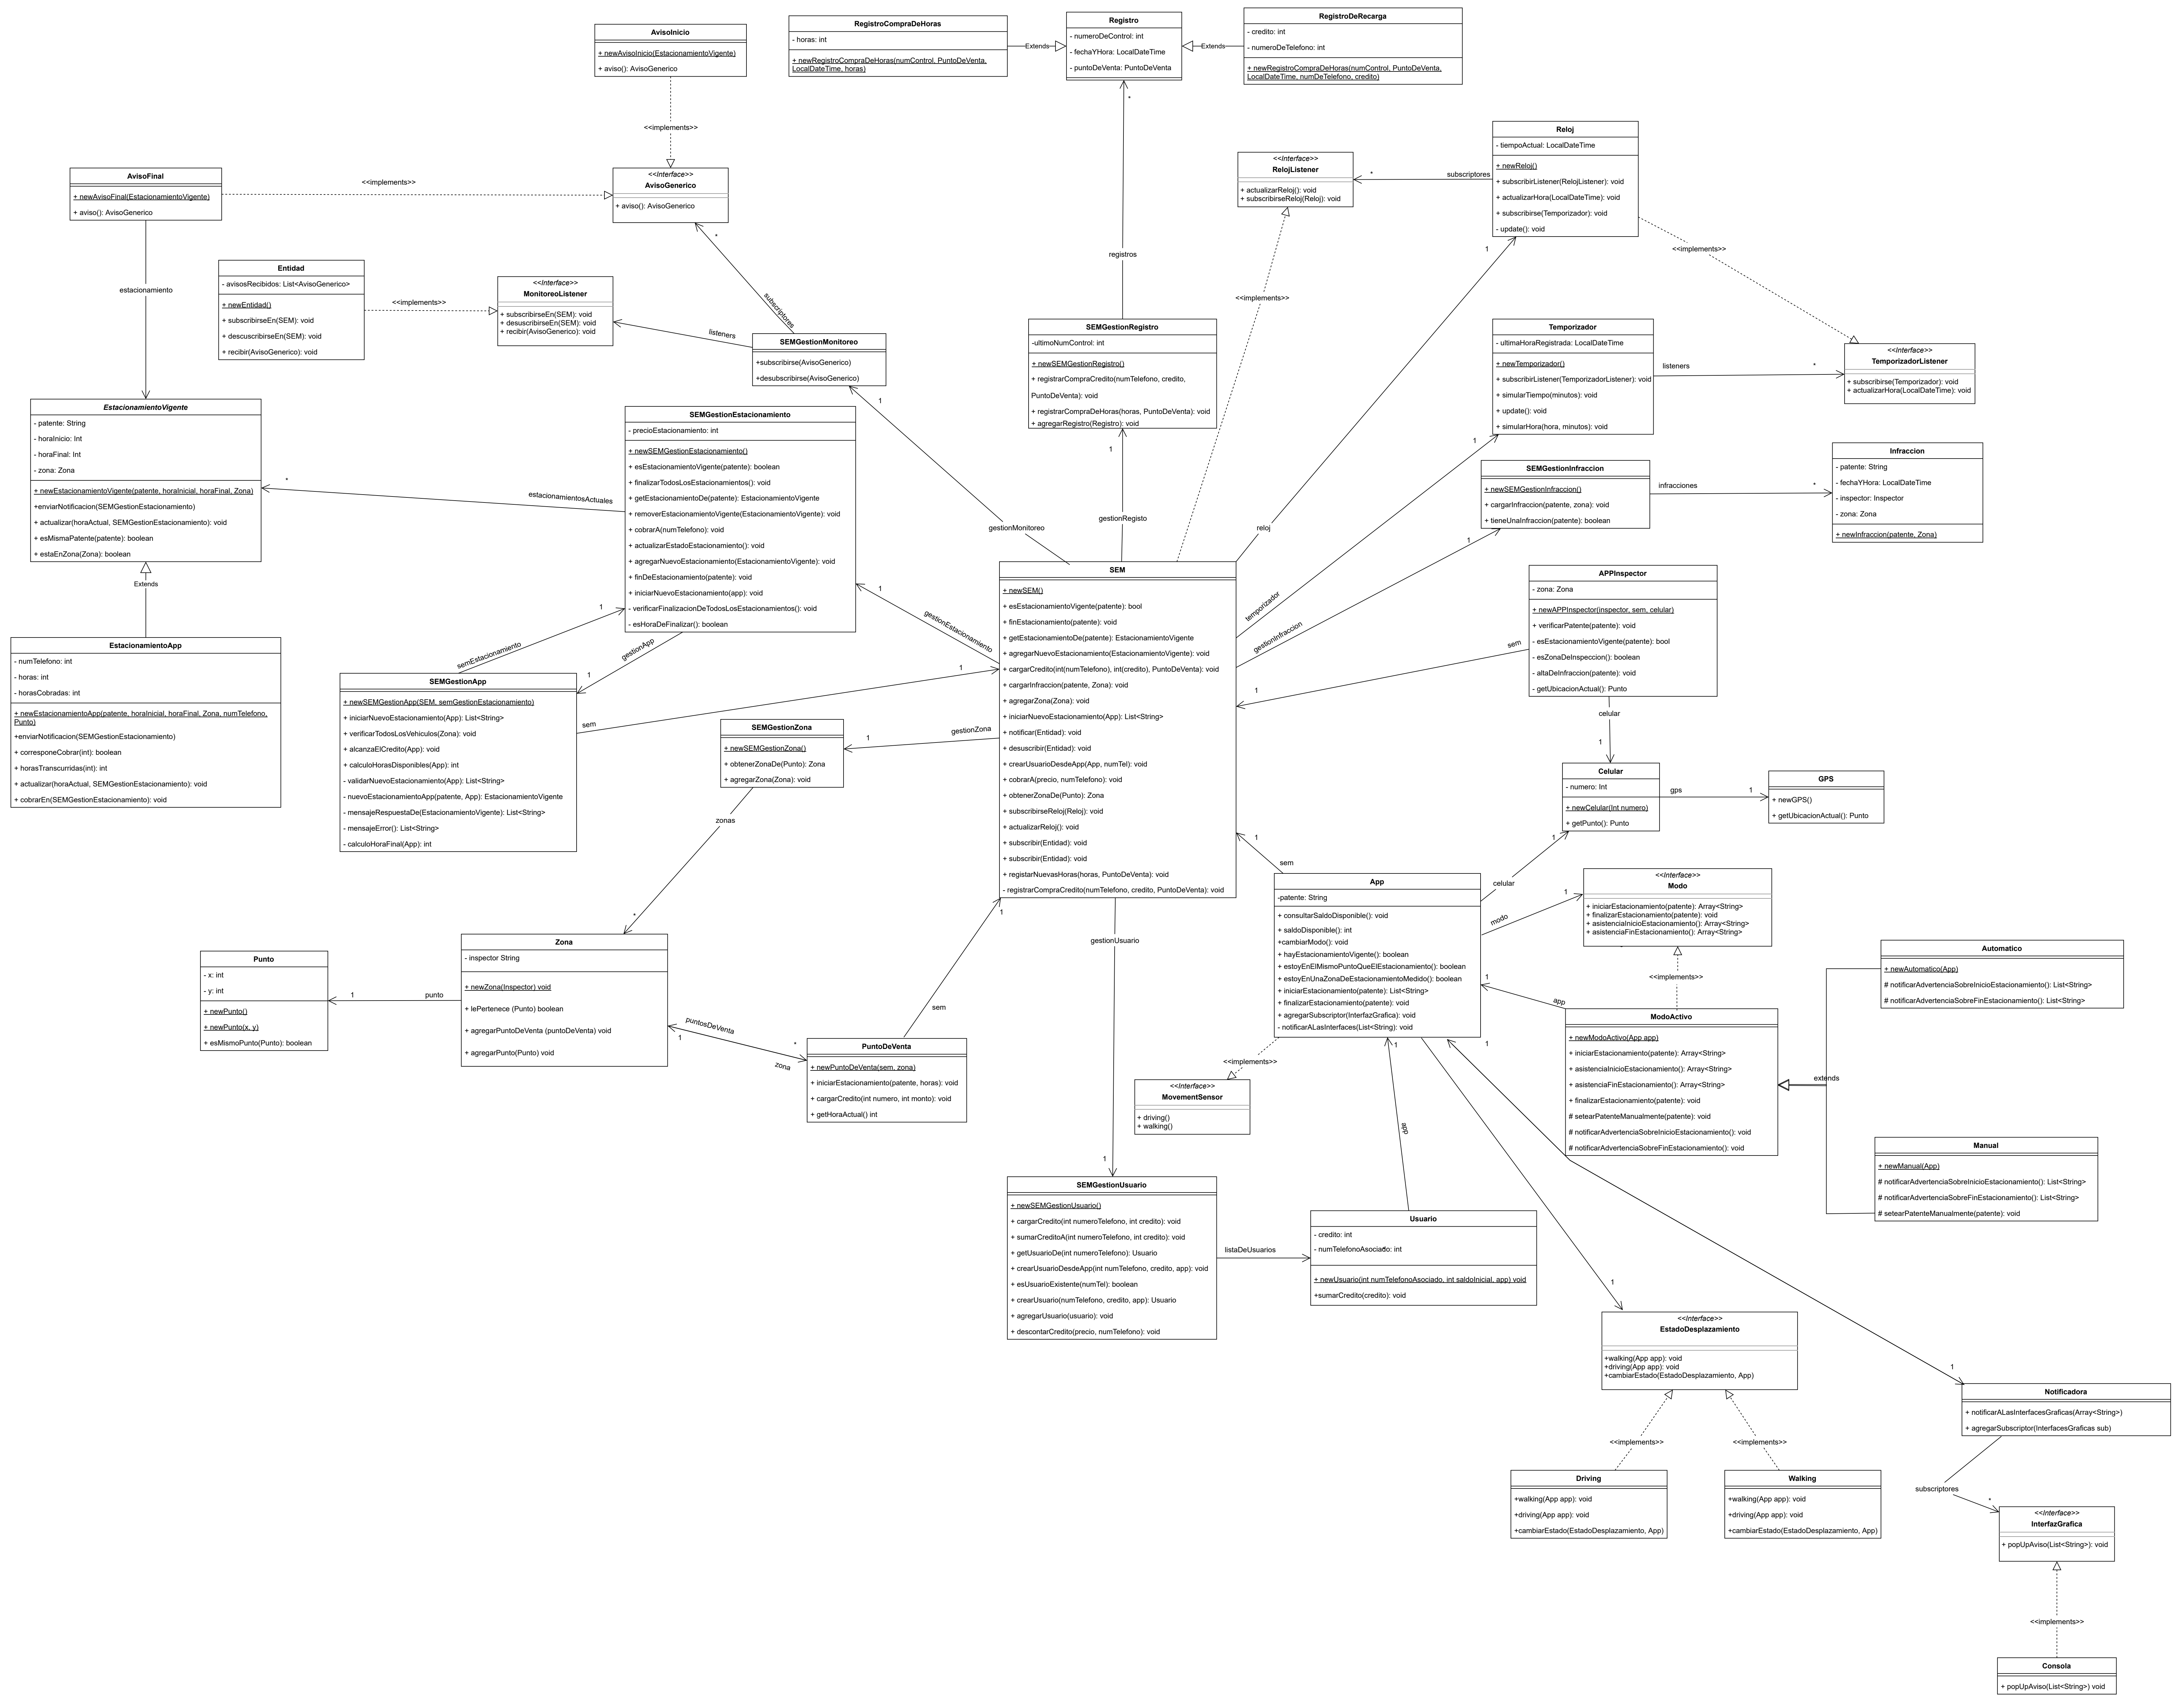 AvisoInicio
+ newAvisoInicio(EstacionamientoVigente)
+ aviso(): AvisoGenerico
RegistroCompraDeHoras
- horas: int
+ newRegistroCompraDeHoras(numControl, PuntoDeVenta,
LocalDateTime, horas)
Extends
Registro
- numeroDeControl: int
- fechaYHora: LocalDateTime
- puntoDeVenta: PuntoDeVenta
Extends
RegistroDeRecarga
- credito: int
- numeroDeTelefono: int
+ newRegistroCompraDeHoras(numControl, PuntoDeVenta,
LocalDateTime, numDeTelefono, credito)
*
<<implements>>
AvisoFinal
+ newAvisoFinal(EstacionamientoVigente)
+ aviso(): AvisoGenerico
<<implements>>
<<Interface>>
AvisoGenerico
+ aviso(): AvisoGenerico
*
<<Interface>>
RelojListener
+ actualizarReloj(): void
+ subscribirseReloj(Reloj): void
*
subscriptores
Reloj
- tiempoActual: LocalDateTime
+ newReloj()
+ subscribirListener(RelojListener): void
+ actualizarHora(LocalDateTime): void
+ subscribirse(Temporizador): void
- update(): void
1
<<implements>>
estacionamiento
Entidad
- avisosRecibidos: List<AvisoGenerico>
+ newEntidad()
+ subscribirseEn(SEM): void
+ descuscribirseEn(SEM): void
+ recibir(AvisoGenerico): void
<<implements>>
<<Interface>>
MonitoreoListener
+ subscribirseEn(SEM): void
+ desuscribirseEn(SEM): void
+ recibir(AvisoGenerico): void
listeners
subscriptores
SEMGestionMonitoreo
+subscribirse(AvisoGenerico)
+desubscribirse(AvisoGenerico)
1
registros
<<implements>>
SEMGestionRegistro
-ultimoNumControl: int
+ newSEMGestionRegistro()
+ registrarCompraCredito(numTelefono, credito,
PuntoDeVenta): void
+ registrarCompraDeHoras(horas, PuntoDeVenta): void
+ agregarRegistro(Registro): void
1
Temporizador
- ultimaHoraRegistrada: LocalDateTime
+ newTemporizador()
+ subscribirListener(TemporizadorListener): void
+ simularTiempo(minutos): void
+ update(): void
+ simularHora(hora, minutos): void
1
listeners
*
<<Interface>>
TemporizadorListener
+ subscribirse(Temporizador): void
+ actualizarHora(LocalDateTime): void
EstacionamientoVigente
- patente: String
- horaInicio: Int
- horaFinal: Int
- zona: Zona
+ newEstacionamientoVigente(patente, horaInicial, horaFinal, Zona)
+enviarNotificacion(SEMGestionEstacionamiento)
+ actualizar(horaActual, SEMGestionEstacionamiento): void
+ esMismaPatente(patente): boolean
+ estaEnZona(Zona): boolean
*
estacionamientosActuales
SEMGestionEstacionamiento
- precioEstacionamiento: int
+ newSEMGestionEstacionamiento()
+ esEstacionamientoVigente(patente): boolean
+ finalizarTodosLosEstacionamientos(): void
+ getEstacionamientoDe(patente): EstacionamientoVigente
+ removerEstacionamientoVigente(EstacionamientoVigente): void
+ cobrarA(numTelefono): void
+ actualizarEstadoEstacionamiento(): void
+ agregarNuevoEstacionamiento(EstacionamientoVigente): void
+ finDeEstacionamiento(patente): void
+ iniciarNuevoEstacionamiento(app): void
- verificarFinalizacionDeTodosLosEstacionamientos(): void
- esHoraDeFinalizar(): boolean
1
gestionEstacionamiento
gestionMonitoreo
gestionRegisto
reloj
temporizador
gestionInfraccion
1
SEMGestionInfraccion
+ newSEMGestionInfraccion()
+ cargarInfraccion(patente, zona): void
+ tieneUnaInfraccion(patente): boolean
infracciones
*
Infraccion
- patente: String
- fechaYHora: LocalDateTime
- inspector: Inspector
- zona: Zona
+ newInfraccion(patente, Zona)
Extends
EstacionamientoApp
- numTelefono: int
- horas: int
- horasCobradas: int
+ newEstacionamientoApp(patente, horaInicial, horaFinal, Zona, numTelefono,
Punto)
+enviarNotificacion(SEMGestionEstacionamiento)
+ corresponeCobrar(int): boolean
+ horasTranscurridas(int): int
+ actualizar(horaActual, SEMGestionEstacionamiento): void
+ cobrarEn(SEMGestionEstacionamiento): void
1
semEstacionamiento
gestionApp
1
SEMGestionApp
+ newSEMGestionApp(SEM, semGestionEstacionamiento)
+ iniciarNuevoEstacionamiento(App): List<String>
+ verificarTodosLosVehiculos(Zona): void
+ alcanzaElCredito(App): void
+ calculoHorasDisponibles(App): int
- validarNuevoEstacionamiento(App): List<String>
- nuevoEstacionamientoApp(patente, App): EstacionamientoVigente
- mensajeRespuestaDe(EstacionamientoVigente): List<String>
- mensajeError(): List<String>
- calculoHoraFinal(App): int
sem
1
SEM
+ newSEM()
+ esEstacionamientoVigente(patente): bool
+ finEstacionamiento(patente): void
+ getEstacionamientoDe(patente): EstacionamientoVigente
+ agregarNuevoEstacionamiento(EstacionamientoVigente): void
+ cargarCredito(int(numTelefono), int(credito), PuntoDeVenta): void
+ cargarInfraccion(patente, Zona): void
+ agregarZona(Zona): void
+ iniciarNuevoEstacionamiento(App): List<String>
+ notificar(Entidad): void
+ desuscribir(Entidad): void
+ crearUsuarioDesdeApp(App, numTel): void
+ cobrarA(precio, numTelefono): void
+ obtenerZonaDe(Punto): Zona
+ subscribirseReloj(Reloj): void
+ actualizarReloj(): void
+ subscribir(Entidad): void
+ subscribir(Entidad): void
+ registarNuevasHoras(horas, PuntoDeVenta): void
- registrarCompraCredito(numTelefono, credito, PuntoDeVenta): void
APPInspector
- zona: Zona
+ newAPPInspector(inspector, sem, celular)
+ verificarPatente(patente): void
- esEstacionamientoVigente(patente): bool
- esZonaDeInspeccion(): boolean
- altaDeInfraccion(patente): void
- getUbicacionActual(): Punto
sem
1
celular
1
SEMGestionZona
+ newSEMGestionZona()
+ obtenerZonaDe(Punto): Zona
+ agregarZona(Zona): void
gestionZona
1
zonas
*
Celular
- numero: Int
+ newCelular(Int numero)
+ getPunto(): Punto
gps
1
GPS
+ newGPS()
+ getUbicacionActual(): Punto
1
sem
1
celular
App
-patente: String
+ consultarSaldoDisponible(): void
+ saldoDisponible(): int
+cambiarModo(): void
+ hayEstacionamientoVigente(): boolean
+ estoyEnElMismoPuntoQueElEstacionamiento(): boolean
+ estoyEnUnaZonaDeEstacionamientoMedido(): boolean
+ iniciarEstacionamiento(patente): List<String>
+ finalizarEstacionamiento(patente): void
+ agregarSubscriptor(InterfazGrafica): void
- notificarALasInterfaces(List<String>): void
modo
1
<<Interface>>
Modo
+ iniciarEstacionamiento(patente): Array<String>
+ finalizarEstacionamiento(patente): void
+ asistenciaInicioEstacionamiento(): Array<String>
+ asistenciaFinEstacionamiento(): Array<String>
<<implements>>
Automatico
+ newAutomatico(App)
# notificarAdvertenciaSobreInicioEstacionamiento(): List<String>
# notificarAdvertenciaSobreFinEstacionamiento(): List<String>
Punto
- x: int
- y: int
+ newPunto()
+ newPunto(x, y)
+ esMismoPunto(Punto): boolean
1
punto
Zona
- inspector String
+ newZona(Inspector) void
+ lePertenece (Punto) boolean
+ agregarPuntoDeVenta (puntoDeVenta) void
+ agregarPunto(Punto) void
puntosDeVenta
1
*
zona
PuntoDeVenta
+ newPuntoDeVenta(sem, zona)
+ iniciarEstacionamiento(patente, horas): void
+ cargarCredito(int numero, int monto): void
+ getHoraActual() int
sem
1
gestionUsuario
1
1
app
ModoActivo
+ newModoActivo(App app)
+ iniciarEstacionamiento(patente): Array<String>
+ asistenciaInicioEstacionamiento(): Array<String>
+ asistenciaFinEstacionamiento(): Array<String>
+ finalizarEstacionamiento(patente): void
# setearPatenteManualmente(patente): void
# notificarAdvertenciaSobreInicioEstacionamiento(): void
# notificarAdvertenciaSobreFinEstacionamiento(): void
extends
Manual
+ newManual(App)
# notificarAdvertenciaSobreInicioEstacionamiento(): List<String>
# notificarAdvertenciaSobreFinEstacionamiento(): List<String>
# setearPatenteManualmente(patente): void
<<implements>>
<<Interface>>
MovementSensor
+ driving()
+ walking()
1
1
app
SEMGestionUsuario
+ newSEMGestionUsuario()
+ cargarCredito(int numeroTelefono, int credito): void
+ sumarCreditoA(int numeroTelefono, int credito): void
+ getUsuarioDe(int numeroTelefono): Usuario
+ crearUsuarioDesdeApp(int numTelefono, credito, app): void
+ esUsuarioExistente(numTel): boolean
+ crearUsuario(numTelefono, credito, app): Usuario
+ agregarUsuario(usuario): void
+ descontarCredito(precio, numTelefono): void
listaDeUsuarios
Usuario
- credito: int
- numTelefonoAsociado: int
+ newUsuario(int numTelefonoAsociado, int saldoInicial, app) void
+sumarCredito(credito): void
1
<<Interface>>
EstadoDesplazamiento
+walking(App app): void
+driving(App app): void
+cambiarEstado(EstadoDesplazamiento, App)
1
Notificadora
+ notificarALasInterfacesGraficas(Array<String>)
+ agregarSubscriptor(InterfacesGraficas sub)
<<implements>>
<<implements>>
Driving
+walking(App app): void
+driving(App app): void
+cambiarEstado(EstadoDesplazamiento, App)
Walking
+walking(App app): void
+driving(App app): void
+cambiarEstado(EstadoDesplazamiento, App)
subscriptores
*
<<Interface>>
InterfazGrafica
+ popUpAviso(List<String>): void
<<implements>>
Consola
+ popUpAviso(List<String>) void